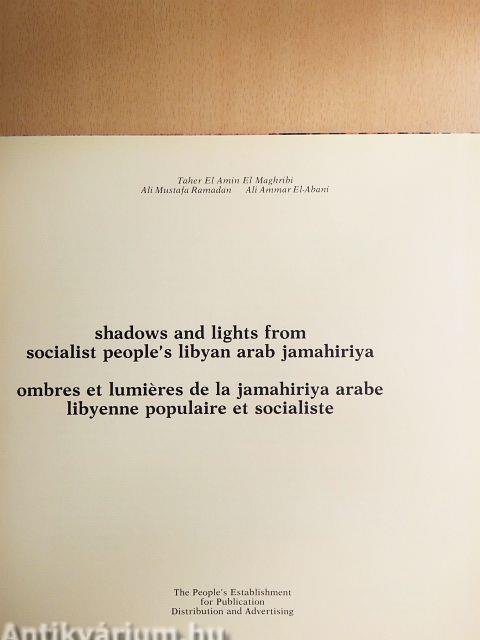 Taher El Amin El Maghribi
Ali Mustafa Ramadan Ali Ammar El-Abani
shadows and lights from
socialist people's libyan arab jamahiriya
ombres et lumières de la jamahiriya arabe
libyenne populaire et socialiste
The People's Establishment
for Publication
Distribution and Advertising
Antikvárium.hu